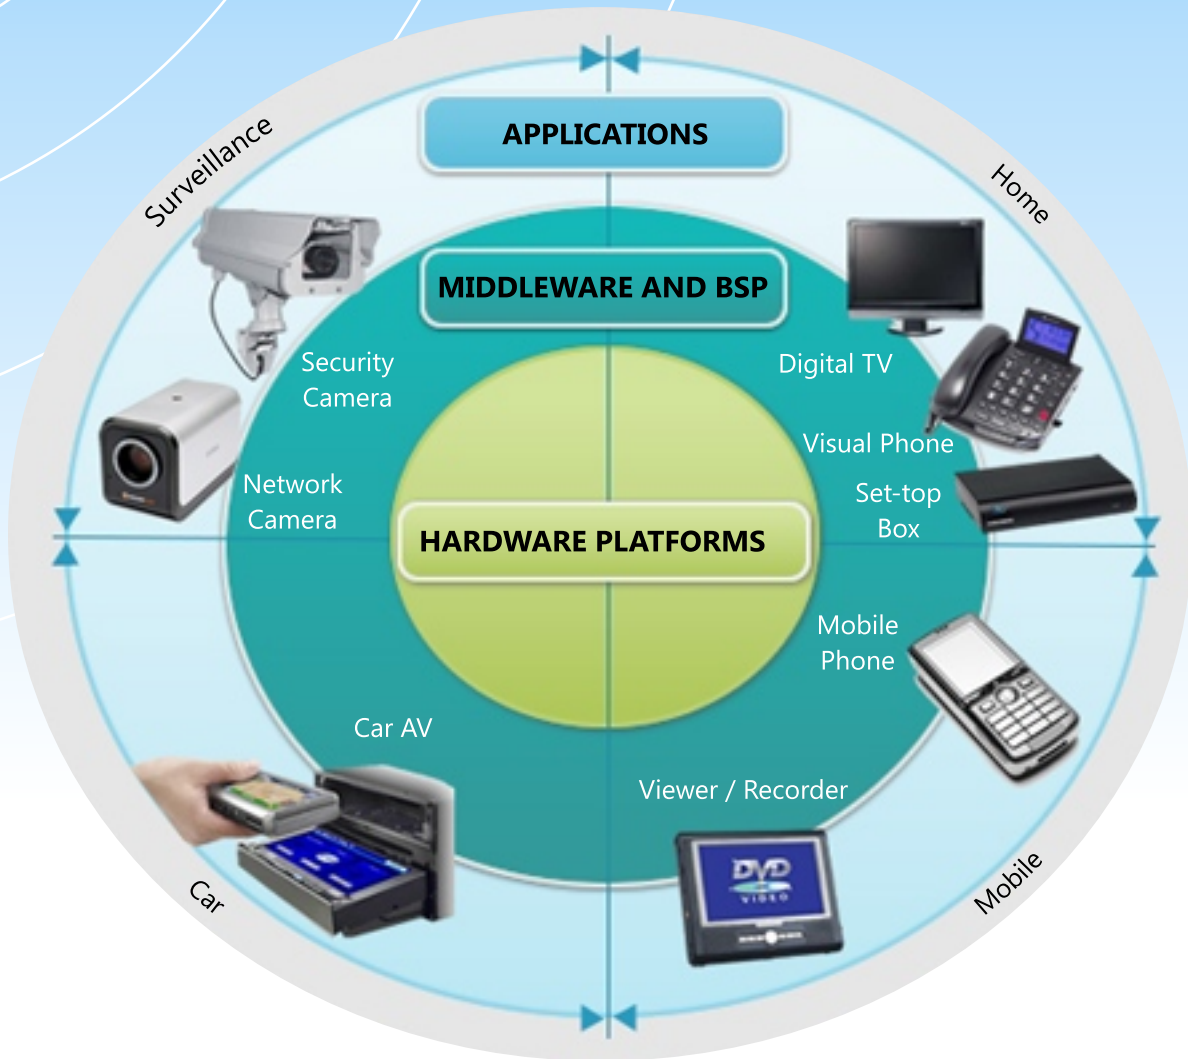 APPLICATIONS
Surveillance
Home
MIDDLEWARE AND BSP
Security
Camera
Digital TV
Visual Phone
Network
Camera
Set-top
Box
HARDWARE PLATFORMS
Mobile
Phone
Car AV
Viewer / Recorder
DVD
VIDEO
Car
Mobile